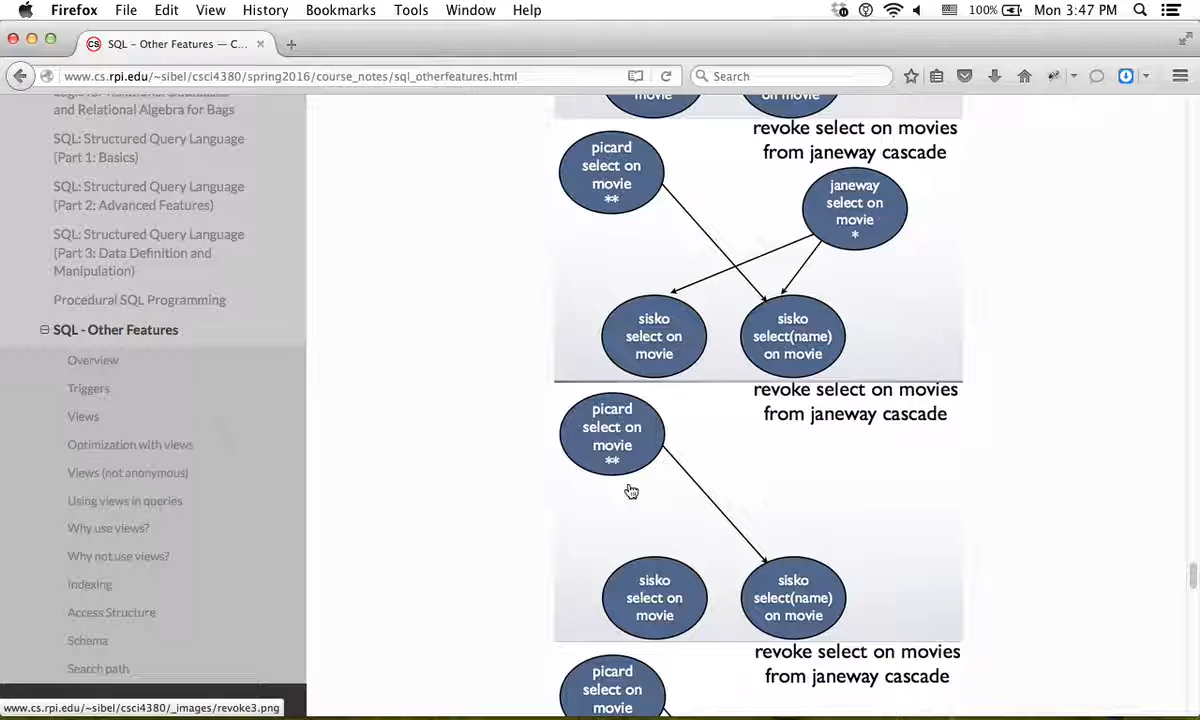 Firefox File Edit View History Bookmarks Tools Window Help 100% Mon 3:47 PM
CS SQL – Other Features — C...
www.cs.rpi.edu/~sibel/csci4380/spring2016/course_notes/sql_otherfeatures.html Search
and Relational Algebra for Bags
SQL: Structured Query Language
(Part 1: Basics)
SQL: Structured Query Language
(Part 2: Advanced Features)
SQL: Structured Query Language
(Part 3: Data Definition and
Manipulation)
Procedural SQL Programming
SQL - Other Features
Overview
Triggers
Views
Optimization with views
Views (not anonymous)
Using views in queries
Why use views?
Why not use views?
Indexing
Access Structure
Schema
Search path
www.cs.rpi.edu/~sibel/csci4380/_images/revoke3.png
movie
on movie
revoke select on movies
from janeway cascade
picard
select on
movie
**
janeway
select on
movie
*
sisko
select on
movie
sisko
select(name)
on movie
revoke select on movies
from janeway cascade
picard
select on
movie
**
sisko
select on
movie
sisko
select(name)
on movie
revoke select on movies
from janeway cascade
picard
select on
movie